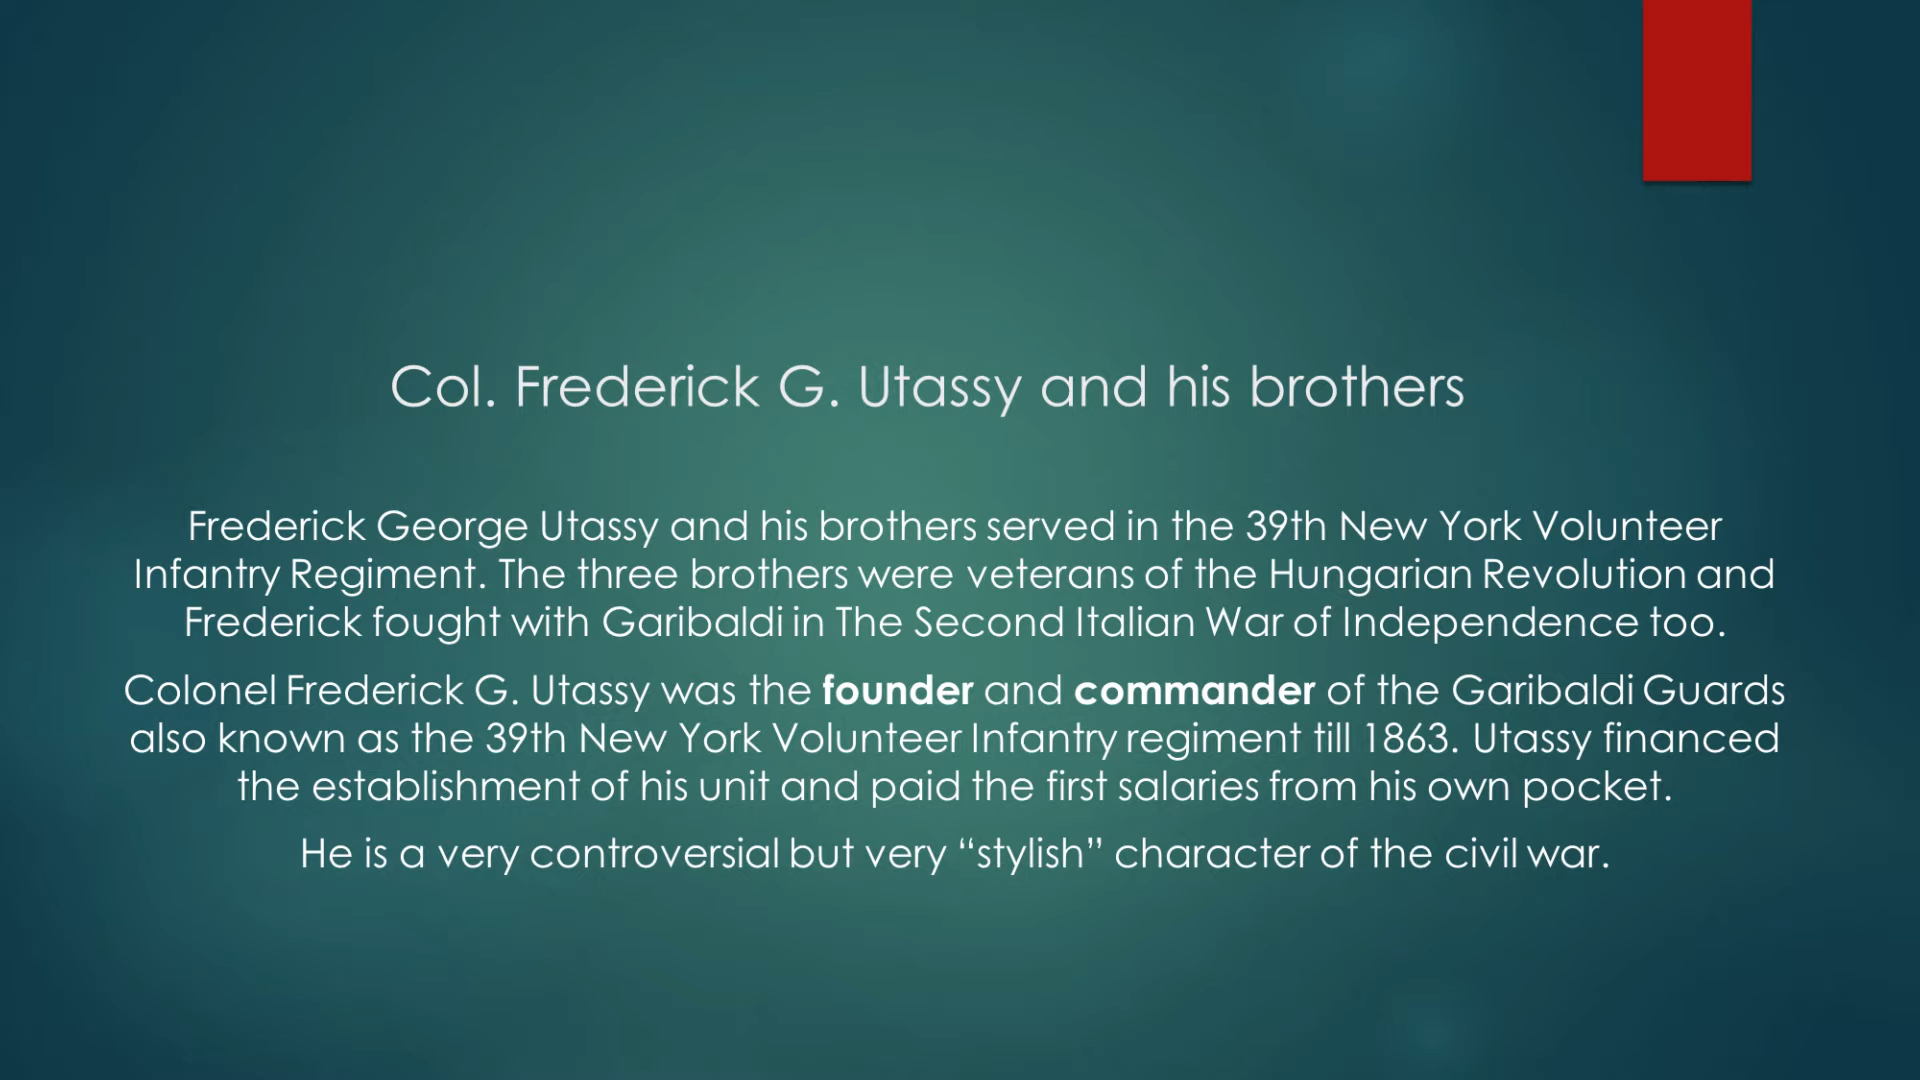 Col. Frederick G. Utassy and his brothers
Frederick George Utassy and his brothers served in the 39th New York Volunteer
Infantry Regiment. The three brothers were veterans of the Hungarian Revolution and
Frederick fought with Garibaldi in The Second Italian War of Independence too.
Colonel Frederick G. Utassy was the founder and commander of the Garibaldi Guards
also known as the 39th New York Volunteer Infantry regiment till 1863. Utassy financed
the establishment of his unit and paid the first salaries from his own pocket.
He is a very controversial but very “stylish” character of the civil war.